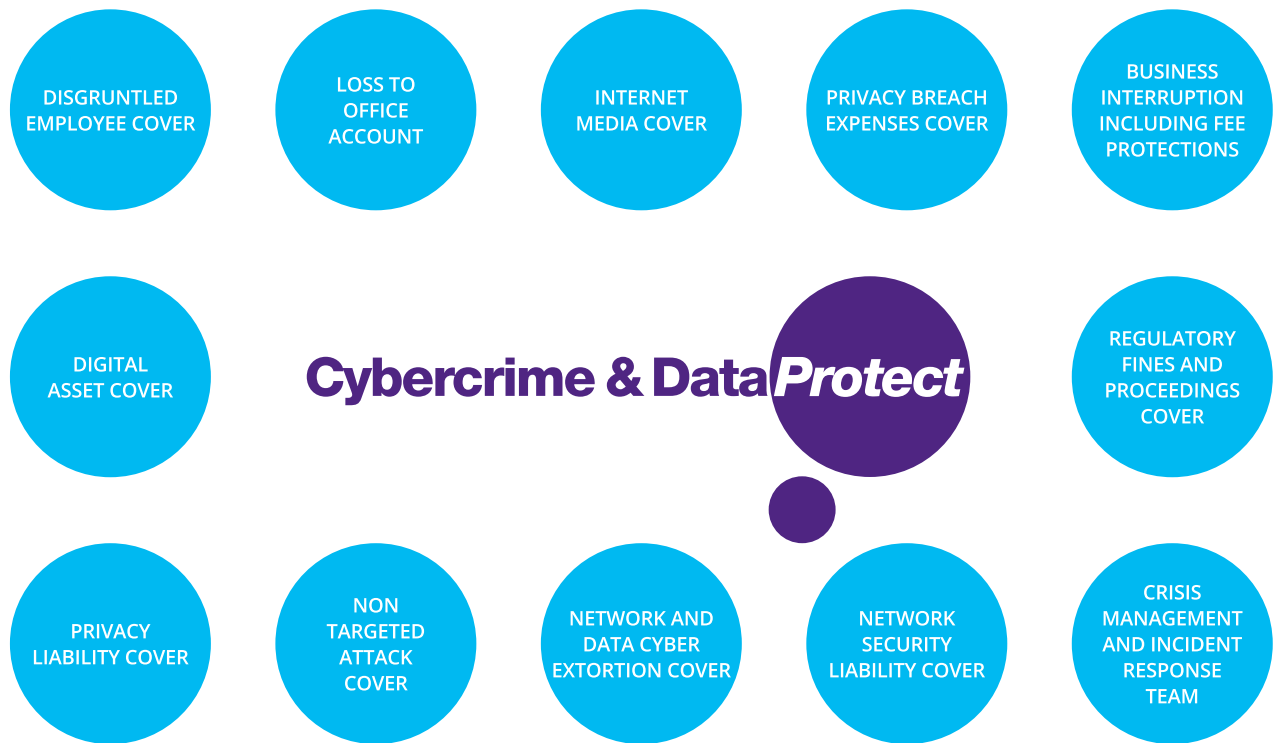 DISGRUNTLED
EMPLOYEE COVER
LOSS TO
OFFICE
ACCOUNT
INTERNET
MEDIA COVER
PRIVACY BREACH
EXPENSES COVER
BUSINESS
INTERRUPTION
INCLUDING FEE
PROTECTIONS
DIGITAL
ASSET COVER
Cybercrime & Data Protect
REGULATORY
FINES AND
PROCEEDINGS
COVER
PRIVACY
LIABILITY COVER
NON
TARGETED
ATTACK
COVER
NETWORK AND
DATA CYBER
EXTORTION COVER
NETWORK
SECURITY
LIABILITY COVER
CRISIS
MANAGEMENT
AND INCIDENT
RESPONSE
TEAM